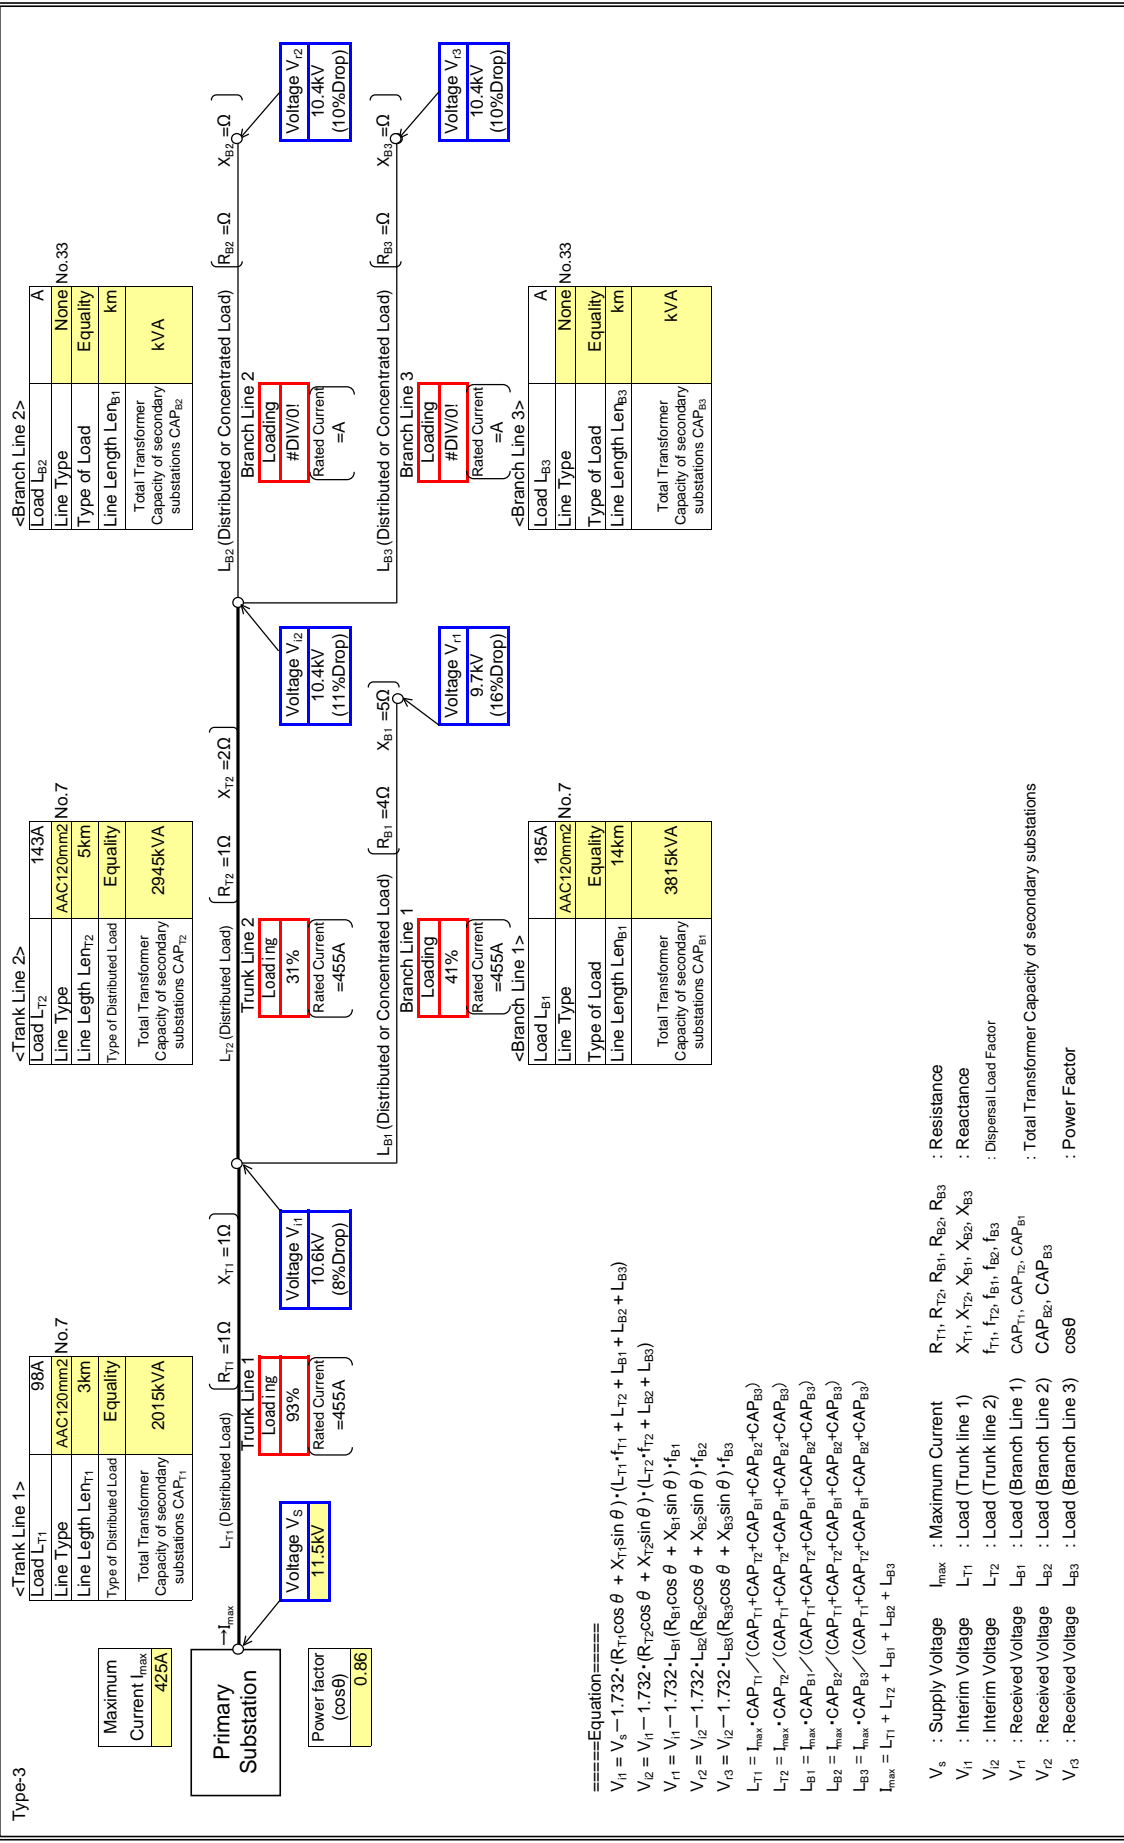 Type-3
Maximum
Current Imax
425A
Primary
Substation
Power factor
(cosθ)
0.86
→Imax
Voltage VS
11.5kV
<Trank Line 1>
Load LT1 98A
Line Type AAC120mm2 No.7
Line Legth LenT1 3km
Type of Distributed Load Equality
Total Transformer
Capacity of secondary
substations CAPT1
2015kVA
LT1 (Distributed Load)
RT1 =1Ω XT1 =1Ω
Trunk Line 1
Loading
93%
Rated Current
=455A
Voltage Vi1
10.6kV
(8%Drop)
<Trank Line 2>
Load LT2 143A
Line Type AAC120mm2 No.7
Line Legth LenT2 5km
Type of Distributed Load Equality
Total Transformer
Capacity of secondary
substations CAPT2
2945kVA
LT2 (Distributed Load)
RT2 =1Ω XT2 =2Ω
Trunk Line 2
Loading
31%
Rated Current
=455A
Voltage Vi2
10.4kV
(11%Drop)
LB1 (Distributed or Concentrated Load)
RB1 =4Ω XB1 =5Ω
Branch Line 1
Loading
41%
Rated Current
=455A
Voltage Vr1
9.7kV
(16%Drop)
<Branch Line 1>
Load LB1 185A
Line Type AAC120mm2 No.7
Type of Load Equality
Line Length LenB1 14km
Total Transformer
Capacity of secondary
substations CAPB1
3815kVA
<Branch Line 2>
Load LB2 A
Line Type None No.33
Type of Load Equality
Line Length LenB1 km
Total Transformer
Capacity of secondary
substations CAPB2
kVA
LB2 (Distributed or Concentrated Load)
RB2 =Ω XB2 =Ω
Branch Line 2
Loading
#DIV/0!
Rated Current
=A
Voltage Vr2
10.4kV
(10%Drop)
LB3 (Distributed or Concentrated Load)
RB3 =Ω XB3 =Ω
Branch Line 3
Loading
#DIV/0!
Rated Current
=A
Voltage Vr3
10.4kV
(10%Drop)
<Branch Line 3>
Load LB3 A
Line Type None No.33
Type of Load Equality
Line Length LenB3 km
Total Transformer
Capacity of secondary
substations CAPB3
kVA
=====Equation=====
Vi1 = Vs－1.732･(RT1cosθ + XT1sinθ)･(LT1･fT1 + LT2 + LB1 + LB2 + LB3)
Vi2 = Vi1－1.732･(RT2cosθ + XT2sinθ)･(LT2･fT2 + LB2 + LB3)
Vr1 = Vi1－1.732･LB1(RB1cosθ + XB1sinθ)･fB1
Vr2 = Vi2－1.732･LB2(RB2cosθ + XB2sinθ)･fB2
Vr3 = Vi2－1.732･LB3(RB3cosθ + XB3sinθ)･fB3
LT1 = Imax･CAPT1／(CAPT1+CAPT2+CAPB1+CAPB2+CAPB3)
LT2 = Imax･CAPT2／(CAPT1+CAPT2+CAPB1+CAPB2+CAPB3)
LB1 = Imax･CAPB1／(CAPT1+CAPT2+CAPB1+CAPB2+CAPB3)
LB2 = Imax･CAPB2／(CAPT1+CAPT2+CAPB1+CAPB2+CAPB3)
LB3 = Imax･CAPB3／(CAPT1+CAPT2+CAPB1+CAPB2+CAPB3)
Imax = LT1 + LT2 + LB1 + LB2 + LB3
Vs : Supply Voltage Imax : Maximum Current RT1, RT2, RB1, RB2, RB3 : Resistance
Vi1 : Interim Voltage LT1 : Load (Trunk line 1) XT1, XT2, XB1, XB2, XB3 : Reactance
Vi2 : Interim Voltage LT2 : Load (Trunk line 2) fT1, fT2, fB1, fB2, fB3 : Dispersal Load Factor
Vr1 : Received Voltage LB1 : Load (Branch Line 1) CAPT1, CAPT2, CAPB1 : Total Transformer Capacity of secondary substations
Vr2 : Received Voltage LB2 : Load (Branch Line 2) CAPB2, CAPB3
Vr3 : Received Voltage LB3 : Load (Branch Line 3) cosθ : Power Factor